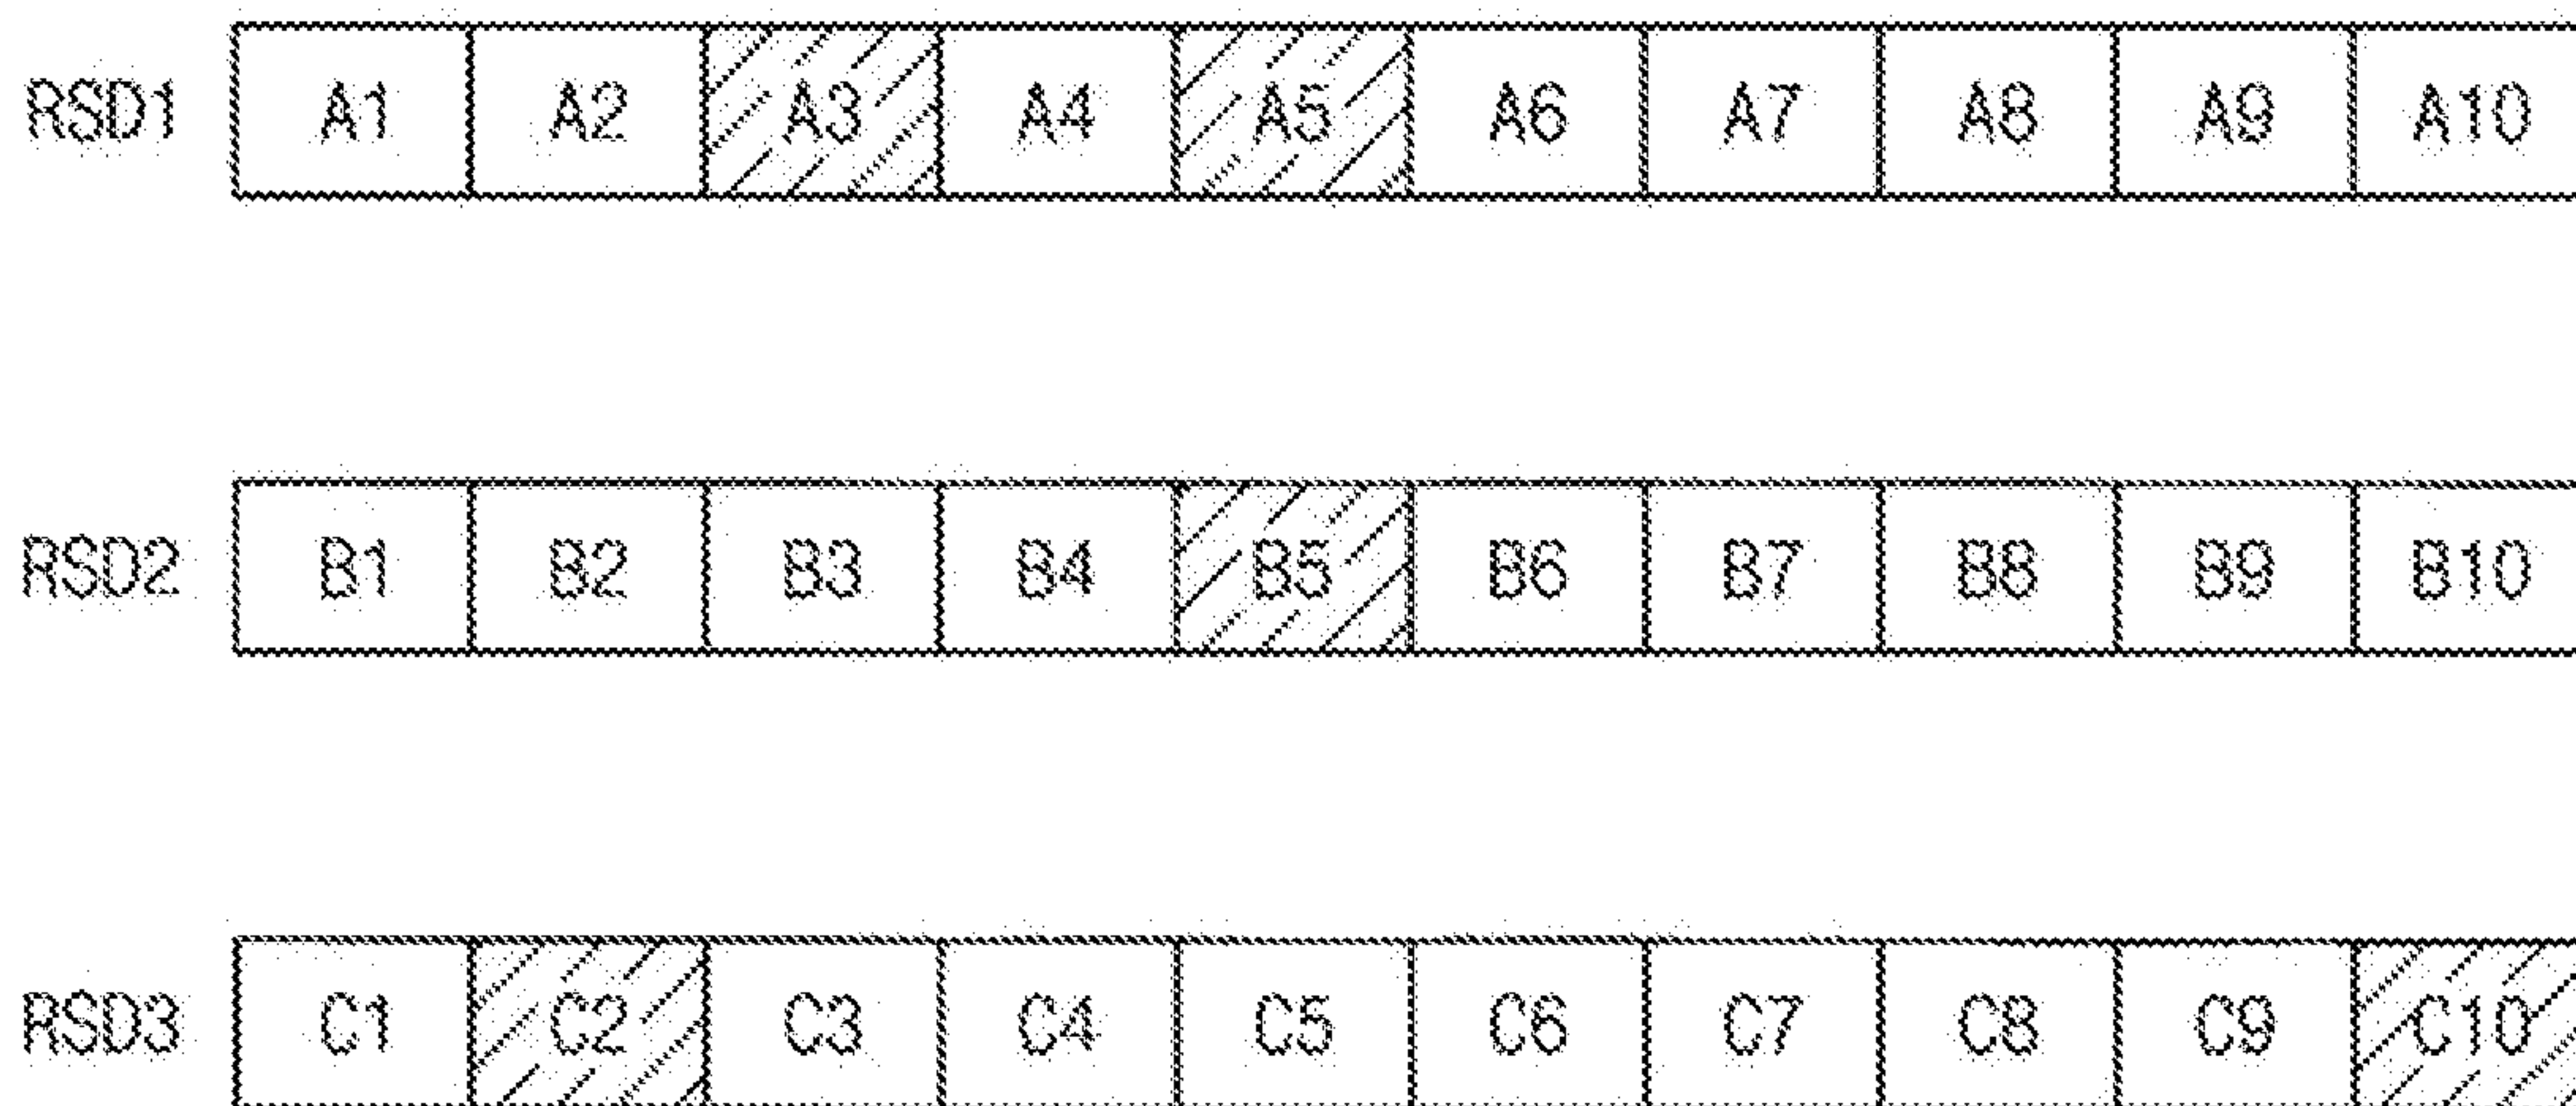 RSD1 A1 A2 A3 A4 A5 A6 A7 A8 A9 A10
RSD2 B1 B2 B3 B4 B5 B6 B7 B8 B9 B10
RSD3 C1 C2 C3 C4 C5 C6 C7 C8 C9 C10